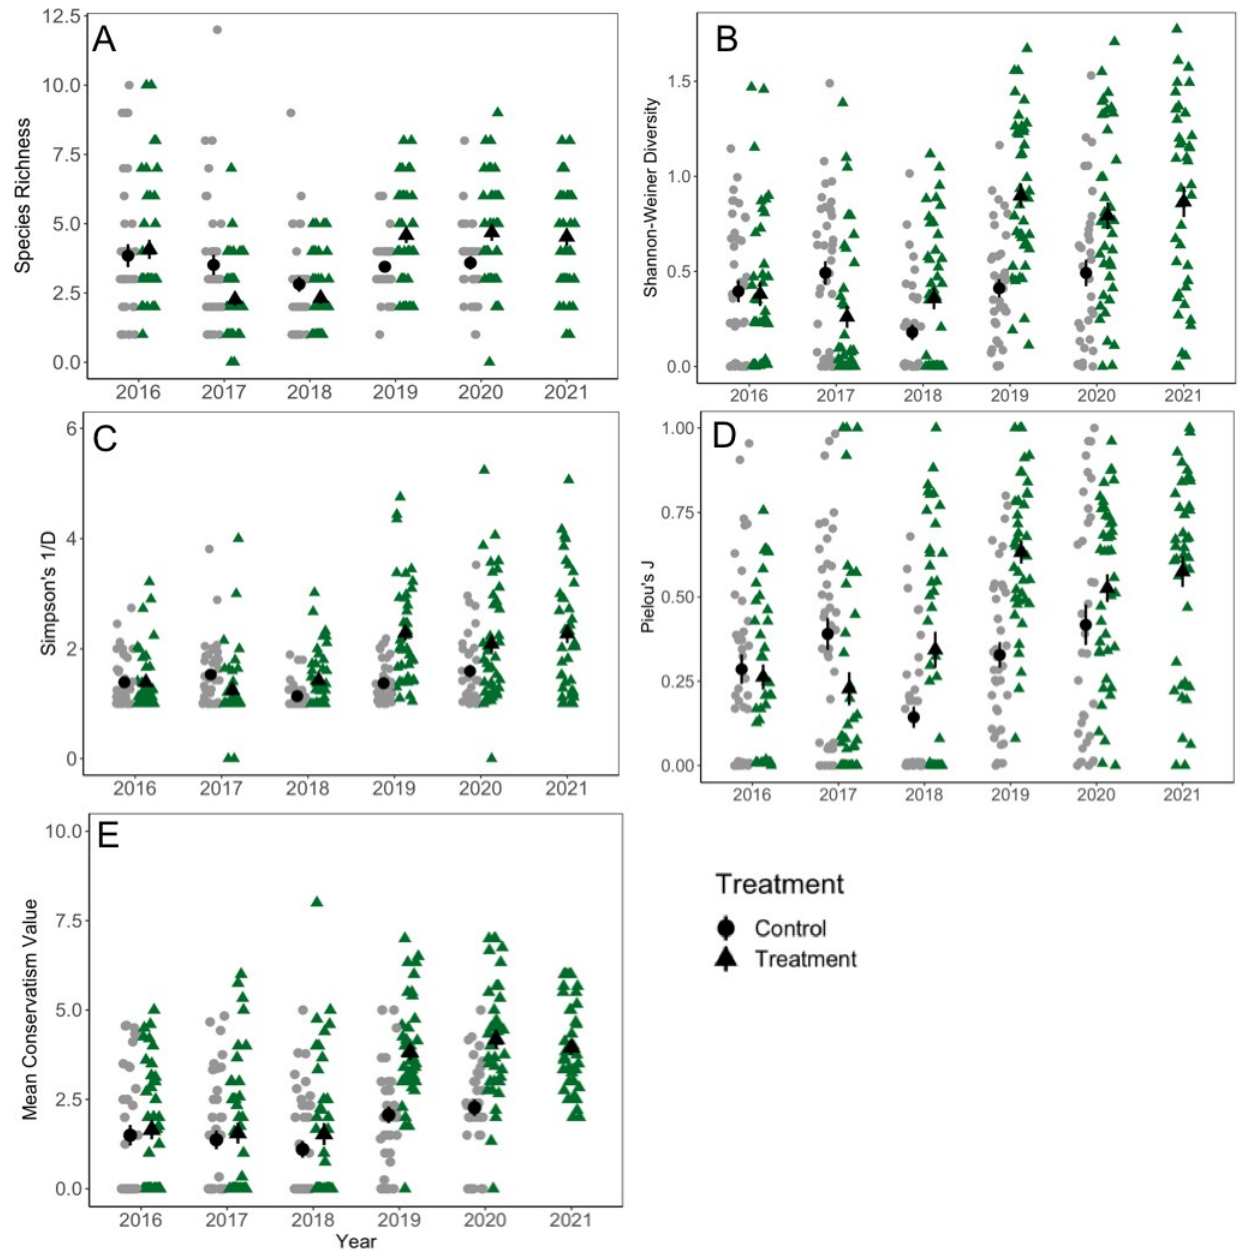 A
Species Richness
12.5
10.0
7.5
5.0
2.5
0.0
2016 2017 2018 2019 2020 2021
B
Shannon-Weiner Diversity
1.5
1.0
0.5
0.0
2016 2017 2018 2019 2020 2021
C
Simpson's 1/D
6
4
2
0
2016 2017 2018 2019 2020 2021
D
Pielou's J
1.00
0.75
0.50
0.25
0.00
2016 2017 2018 2019 2020 2021
E
Mean Conservatism Value
10.0
7.5
5.0
2.5
0.0
2016 2017 2018 2019 2020 2021
Year
Treatment
Control
Treatment